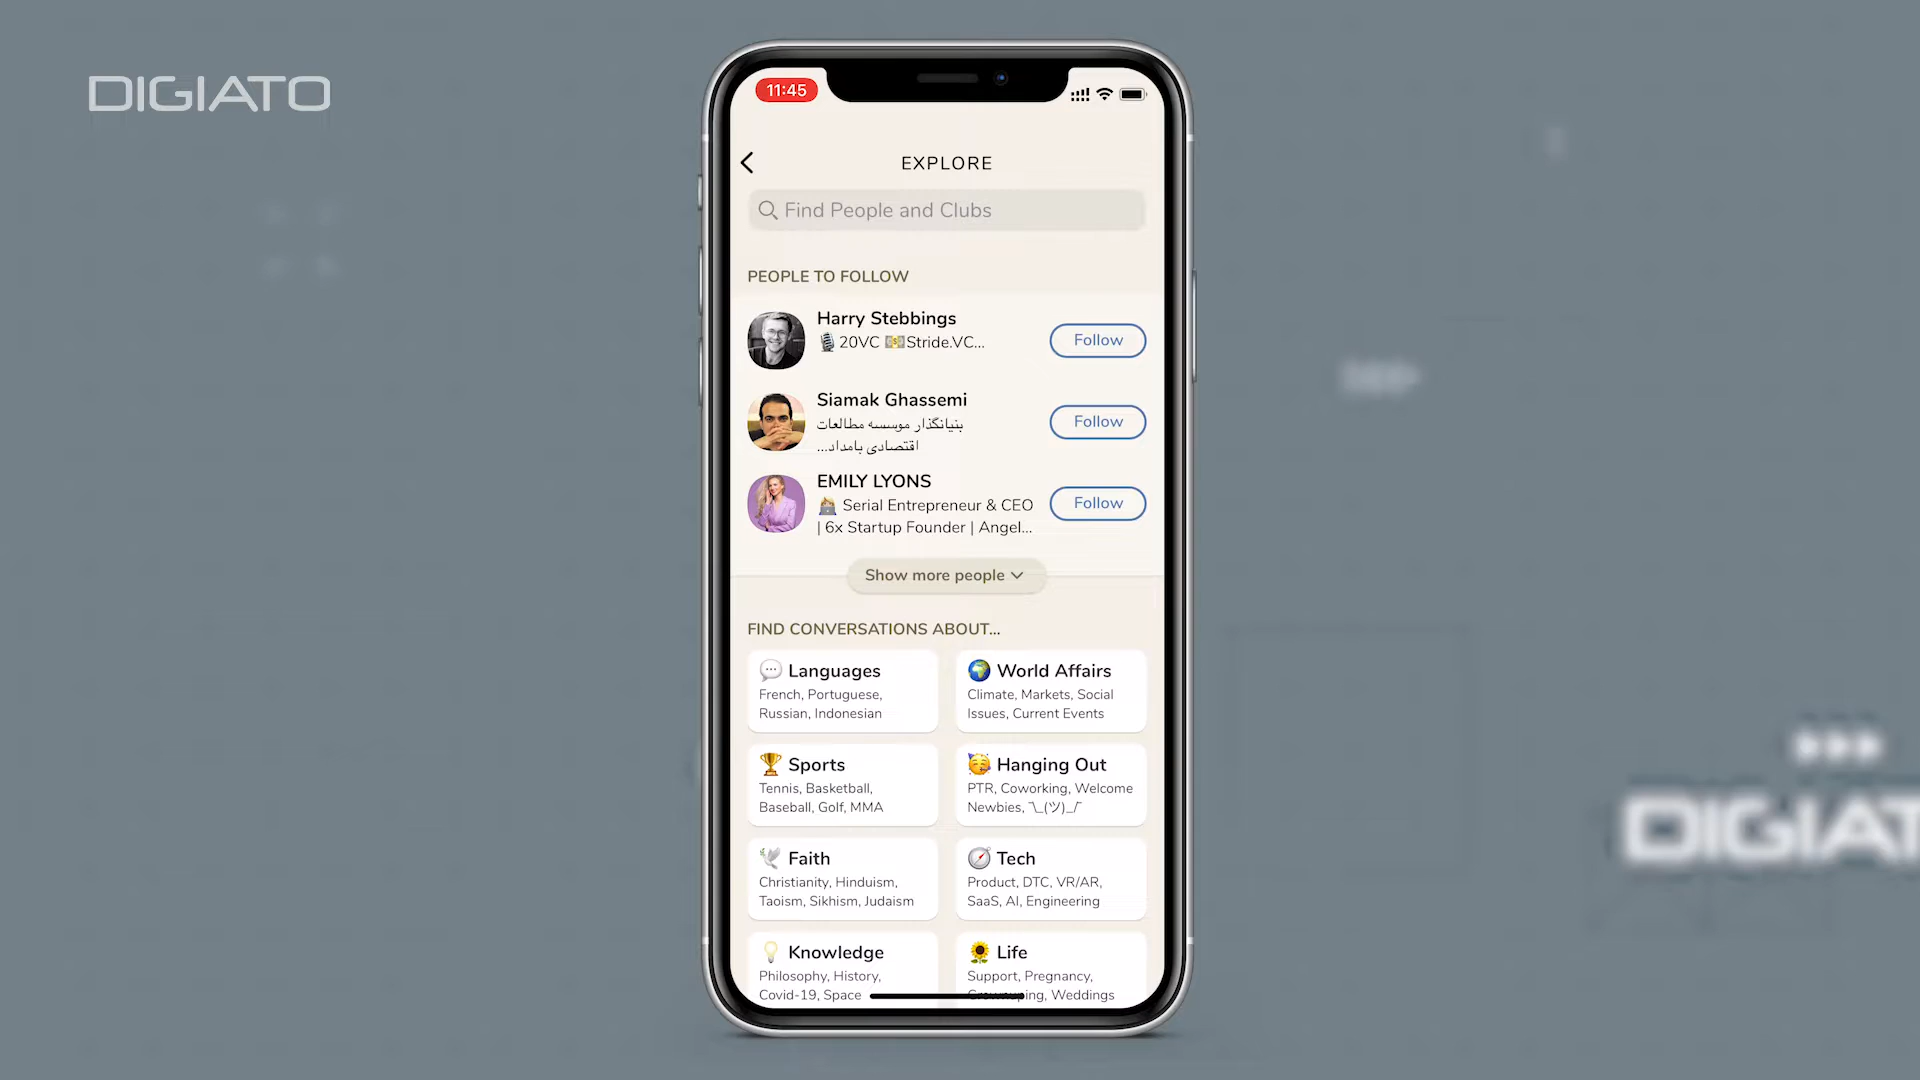 DIGIATO
11:45
EXPLORE
Find People and Clubs
PEOPLE TO FOLLOW
Harry Stebbings
🎙️20VC 💵Stride.VC...
Follow
Siamak Ghassemi
بنیانگذار موسسه مطالعات
اقتصادی بامداد...
Follow
EMILY LYONS
👩🏼‍💻 Serial Entrepreneur & CEO
| 6x Startup Founder | Angel...
Follow
Show more people
FIND CONVERSATIONS ABOUT...
💬 Languages
French, Portuguese,
Russian, Indonesian
🌍 World Affairs
Climate, Markets, Social
Issues, Current Events
🏆 Sports
Tennis, Basketball,
Baseball, Golf, MMA
🥳 Hanging Out
PTR, Coworking, Welcome
Newbies, ¯\_(ツ)_/¯
🕊 Faith
Christianity, Hinduism,
Taoism, Sikhism, Judaism
🧭 Tech
Product, DTC, VR/AR,
SaaS, AI, Engineering
💡 Knowledge
Philosophy, History,
Covid-19, Space
🌻 Life
Support, Pregnancy,
Weddings
DIGIAT